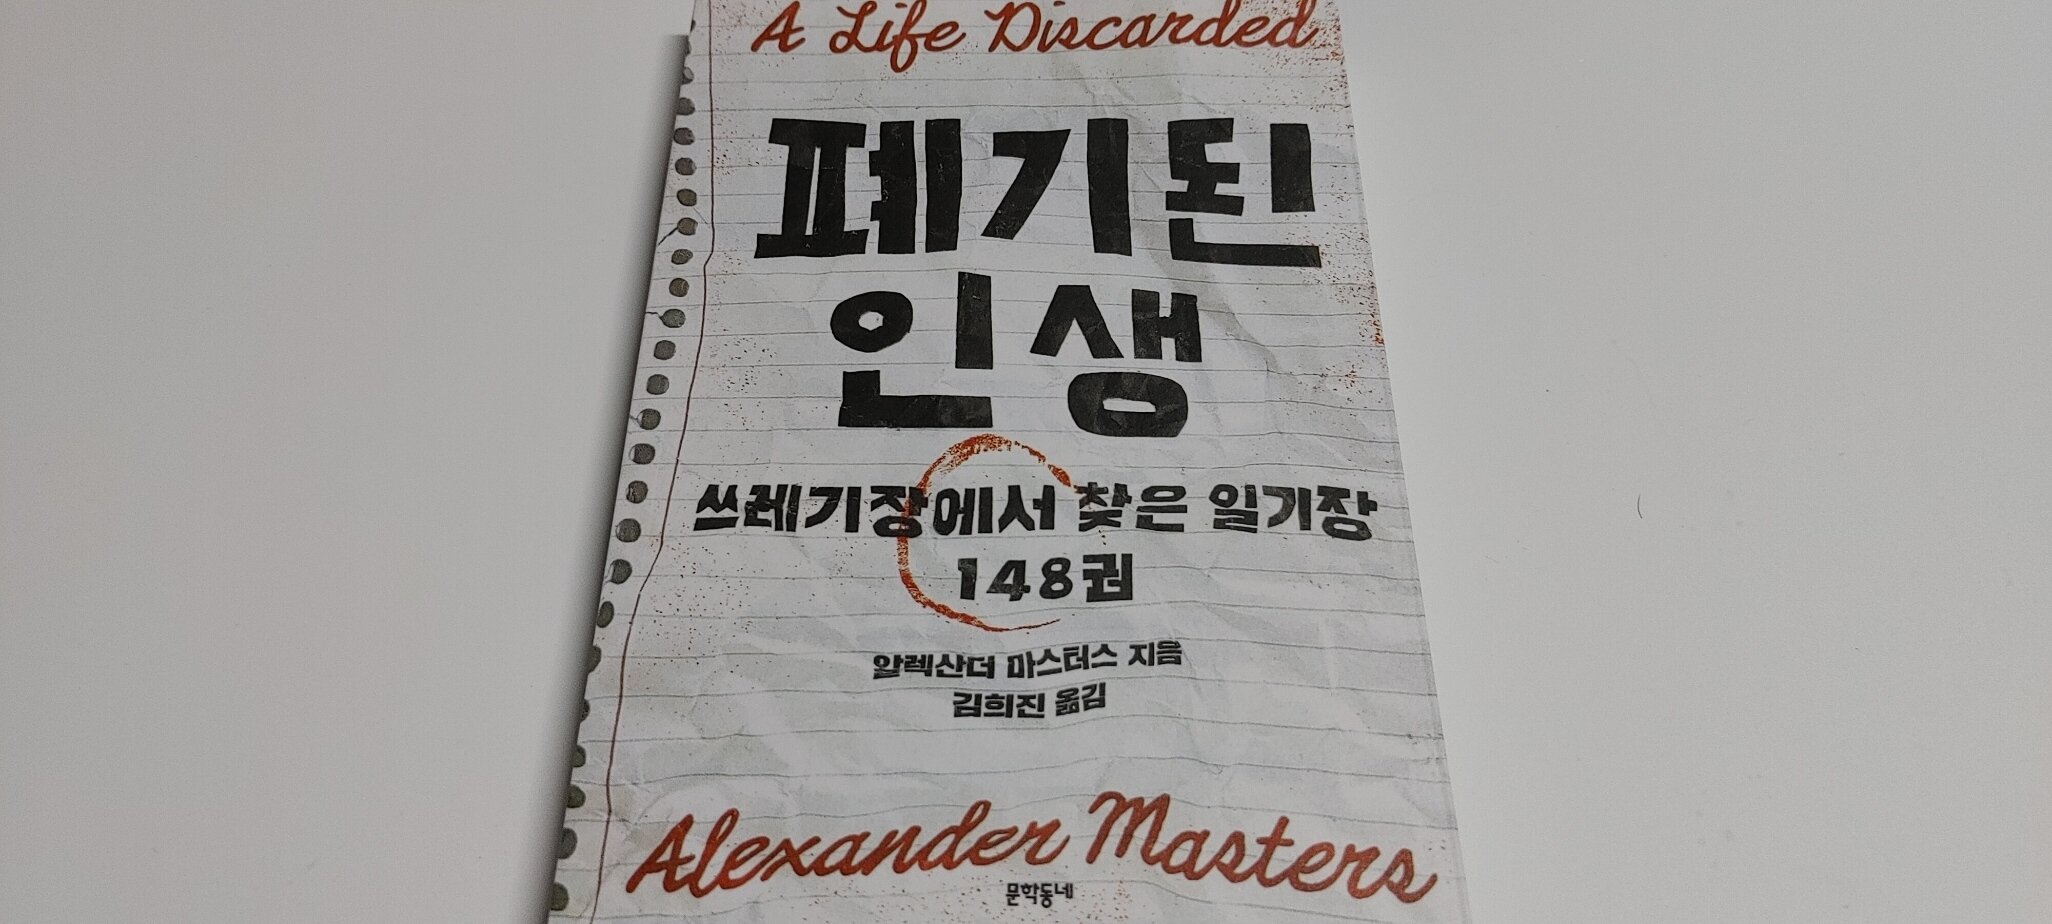 A Life Discarded
폐기된
인생
쓰레기장에서 찾은 일기장
148권
알렉산더 마스터스 지음
김희진 옮김
Alexander Masters
문학동네